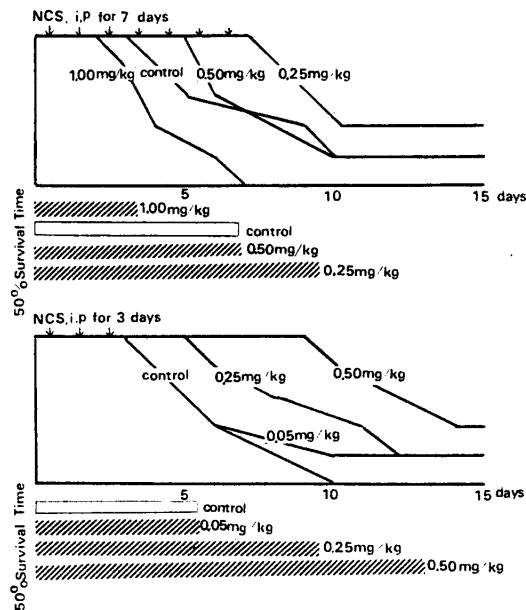 NCS, i,p for 7 days
1,00mg/kg control 0,50mg/kg 0,25mg/kg
5 10 15 days
50% Survival Time
1.00mg/kg
control
0,50mg/kg
0,25mg/kg
NCS, i.p for 3 days
control 0,25mg/kg 0,50mg/kg
0,05mg/kg
5 10 15 days
50% Survival Time
control
0,05mg/kg
0,25mg/kg
0,50mg/kg